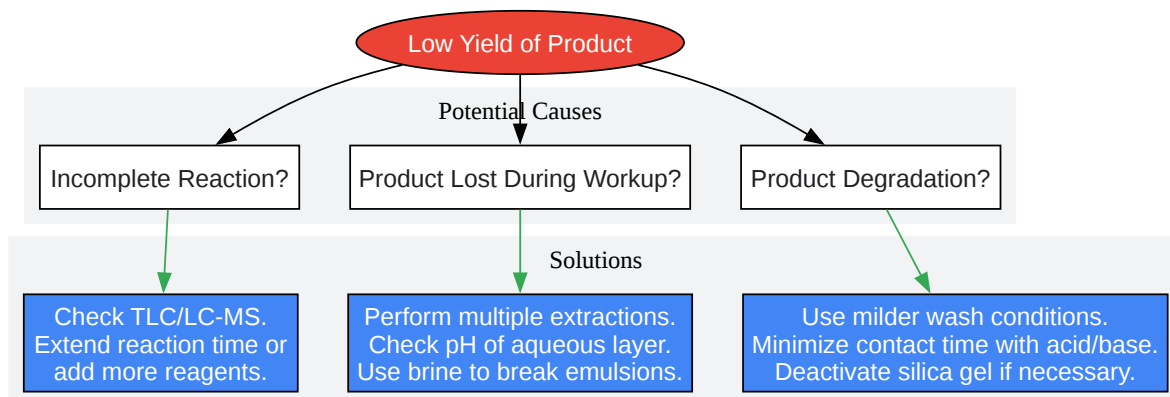 Low Yield of Product
Potential Causes
Incomplete Reaction?
Product Lost During Workup?
Product Degradation?
Solutions
Check TLC/LC-MS.
Extend reaction time or
add more reagents.
Perform multiple extractions.
Check pH of aqueous layer.
Use brine to break emulsions.
Use milder wash conditions.
Minimize contact time with acid/base.
Deactivate silica gel if necessary.